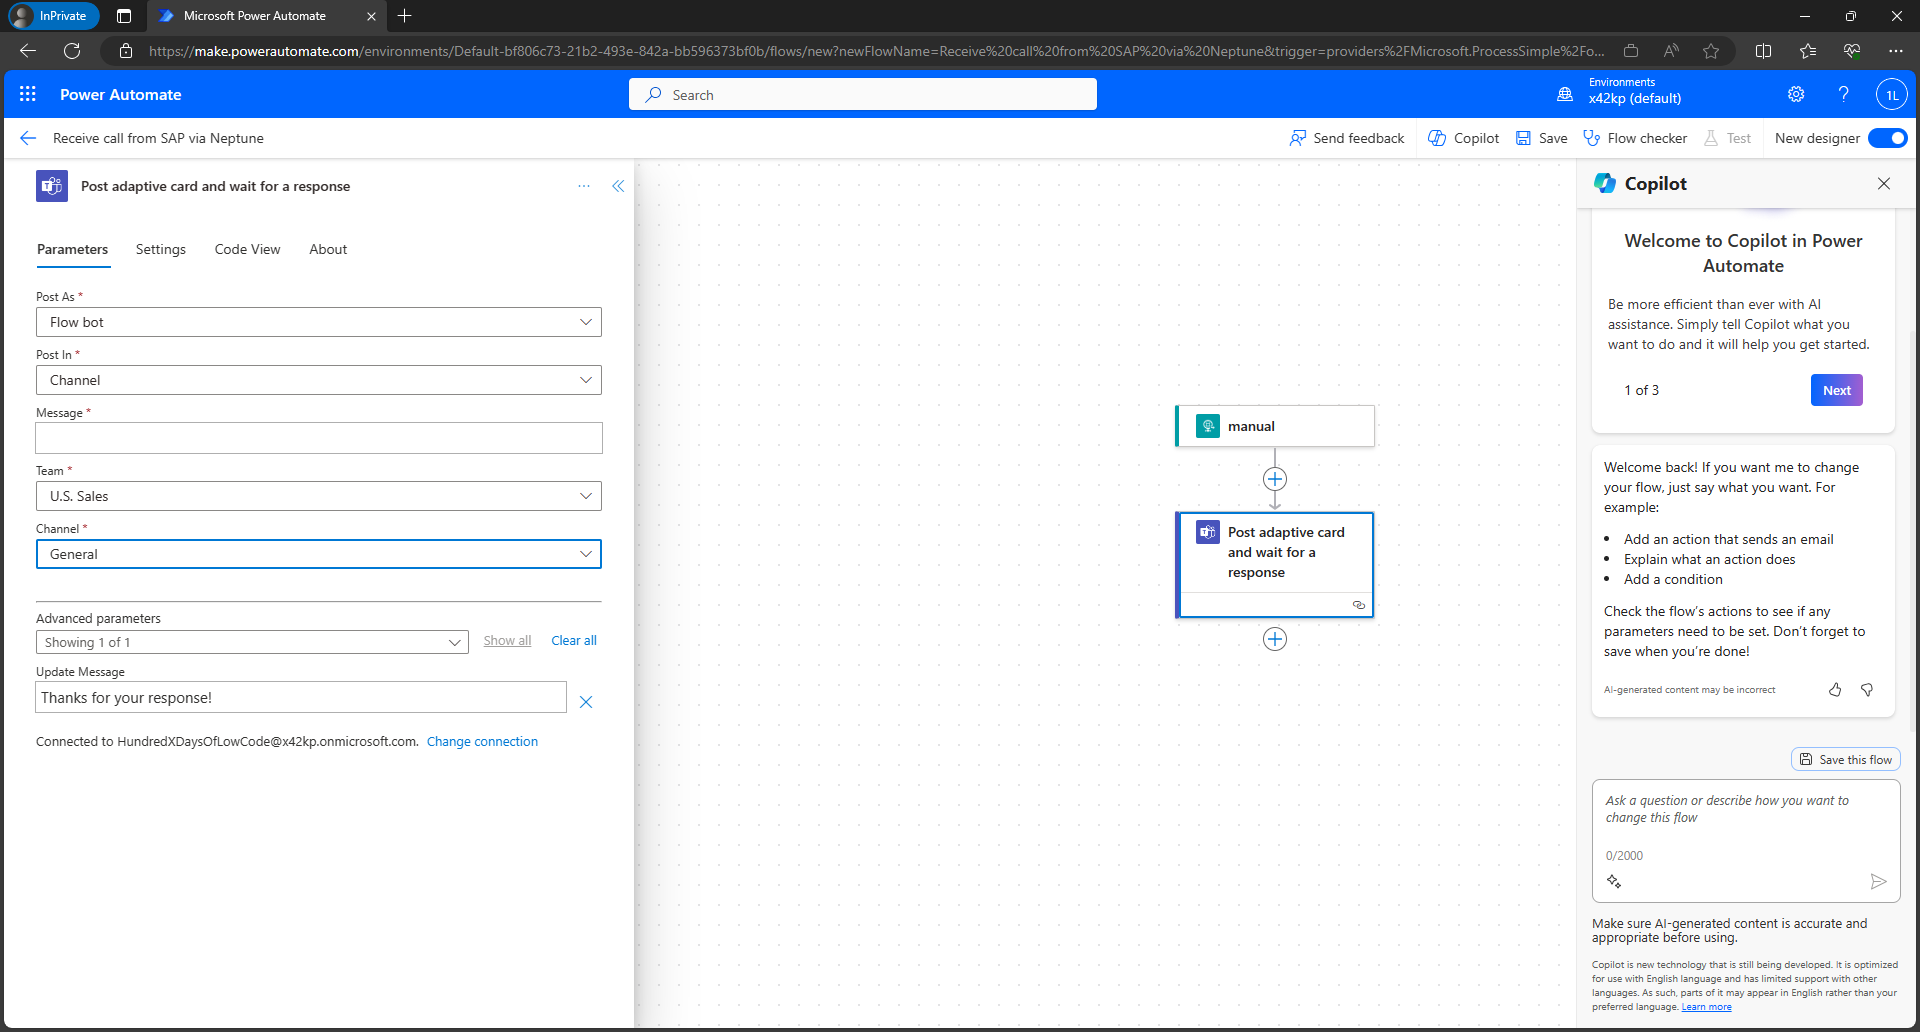 InPrivate
Microsoft Power Automate
https://make.powerautomate.com/environments/Default-bf806c73-21b2-493e-842a-bb596373bf0b/flows/new?newFlowName=Receive%20call%20from%20SAP%20via%20Neptune&trigger=providers%2FMicrosoft.ProcessSimple%2Fo...
Power Automate
Search
Environments
x42kp (default)
1L
Receive call from SAP via Neptune
Send feedback
Copilot
Save
Flow checker
Test
New designer
Post adaptive card and wait for a response
Parameters
Settings
Code View
About
Post As *
Flow bot
Post In *
Channel
Message *
Team *
U.S. Sales
Channel *
General
Advanced parameters
Showing 1 of 1
Show all
Clear all
Update Message
Thanks for your response!
Connected to HundredXDaysOfLowCode@x42kp.onmicrosoft.com. Change connection
manual
Post adaptive card
and wait for a
response
Copilot
Welcome to Copilot in Power
Automate
Be more efficient than ever with AI
assistance. Simply tell Copilot what you
want to do and it will help you get started.
1 of 3
Next
Welcome back! If you want me to change
your flow, just say what you want. For
example:
• Add an action that sends an email
• Explain what an action does
• Add a condition
Check the flow's actions to see if any
parameters need to be set. Don't forget to
save when you're done!
AI-generated content may be incorrect
Save this flow
Ask a question or describe how you want to
change this flow
0/2000
Make sure AI-generated content is accurate and
appropriate before using.
Copilot is new technology that is still being developed. It is optimized
for use with English language and has limited support with other
languages. As such, parts of it may appear in English rather than your
preferred language. Learn more